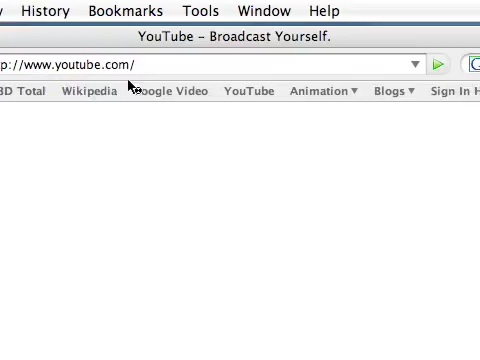 History Bookmarks Tools Window Help
YouTube – Broadcast Yourself.
p://www.youtube.com/
3D Total Wikipedia Google Video YouTube Animation Blogs Sign In